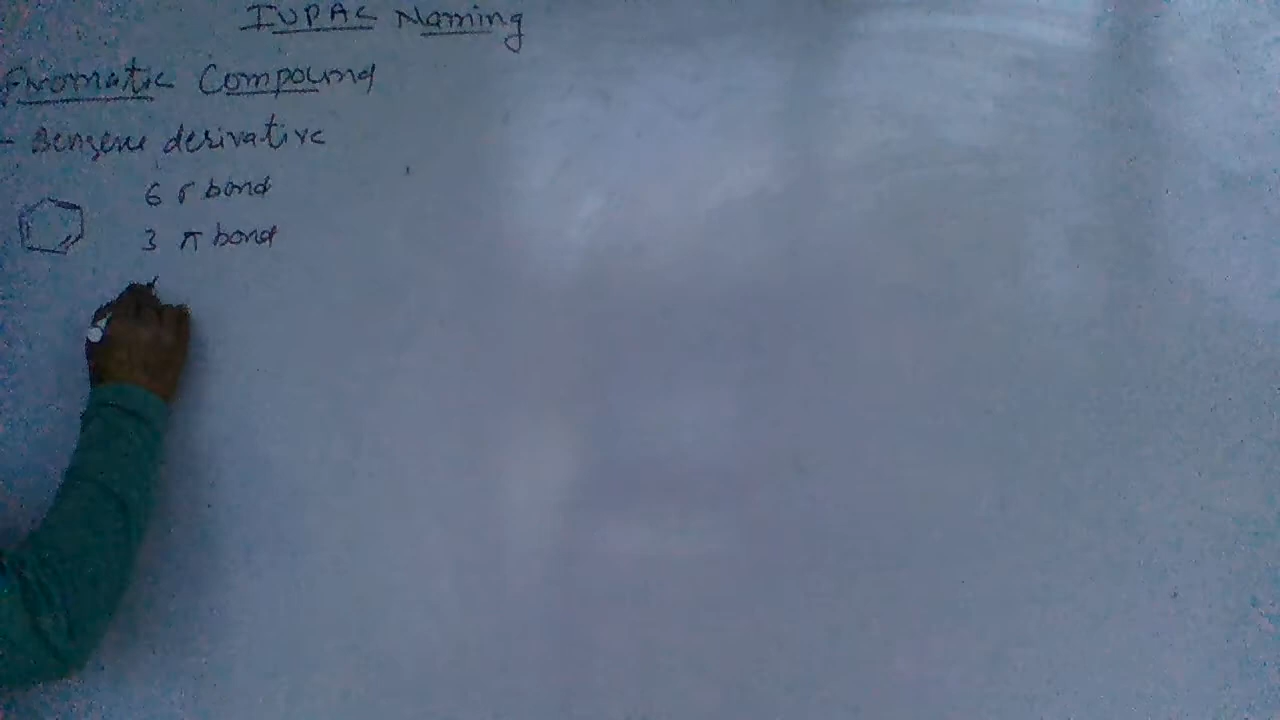 IUPAC Naming
Aromatic Compound
- Benzene derivative
6 σ bond
3 π bond